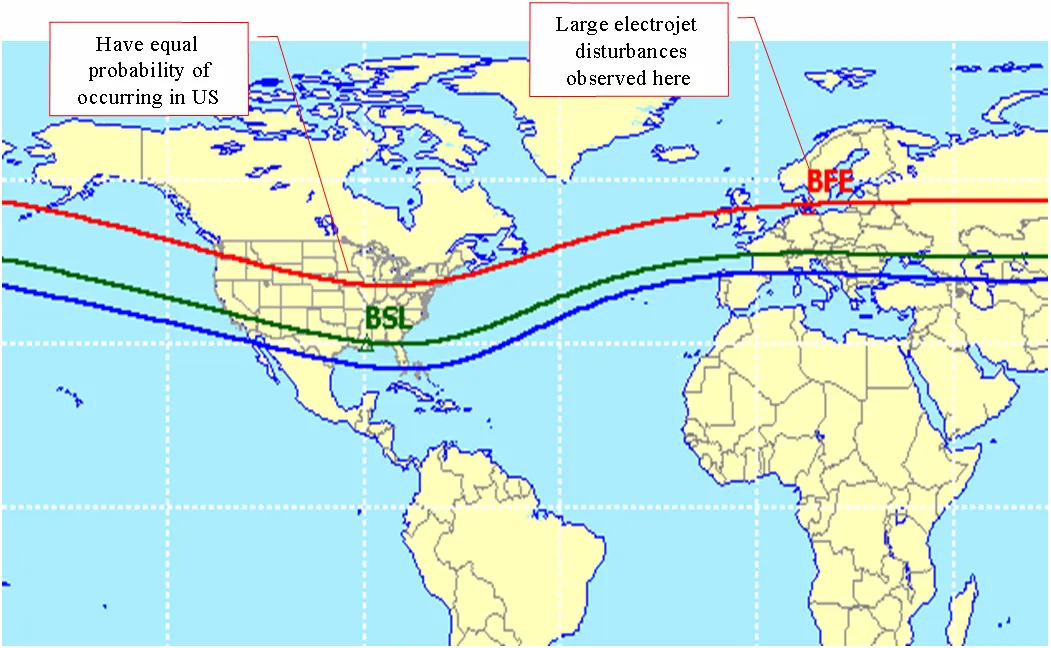 Have equal
probability of
occurring in US
Large electrojet
disturbances
observed here
BFE
BSL